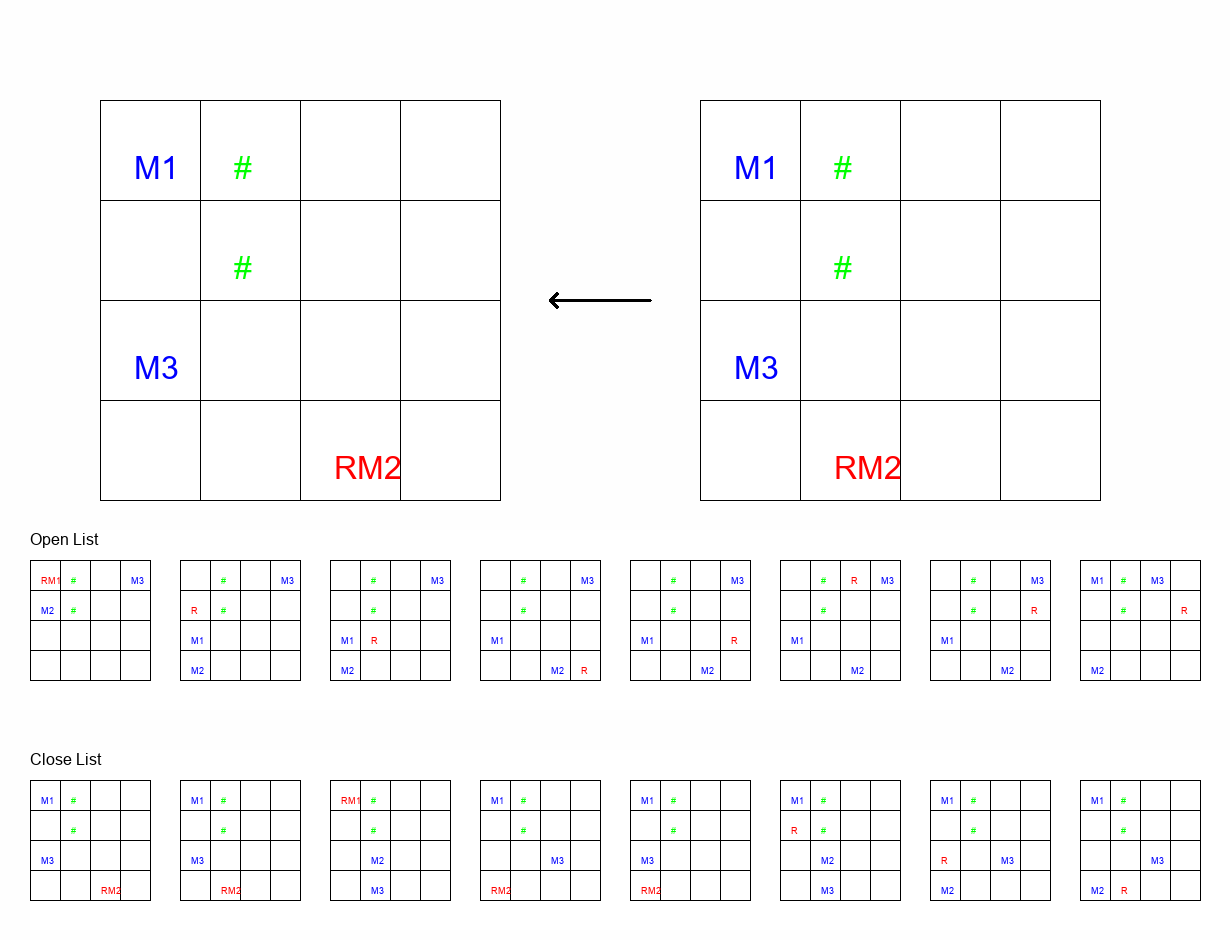 M1 # M1 #
# #
M3 M3
RM2 RM2
Open List
RM1 # M3 # M3 # M3 # M3 # M3 # R M3 # M3 M1 # M3
M2 # R # # # # R # # R # R
M1 M1 R M1 M1 M1 M1
M2 M2 M2 R M2 M2 M2 M2
Close List
M1 # M1 # RM1 # M1 # M1 # M1 # M1 # M1 #
# # # # # R # # #
M3 M3 M2 M3 M3 M2 R M3 M3
RM2 RM2 M3 RM2 RM2 M3 M2 M2 R